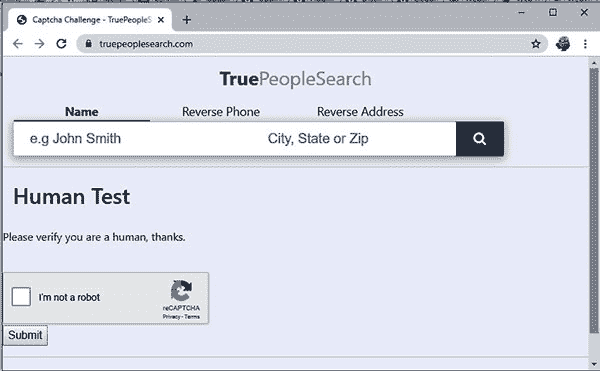 Captcha Challenge - TruePeopleS
truepeoplesearch.com
TruePeopleSearch
Name Reverse Phone Reverse Address
e.g John Smith City, State or Zip
Human Test
Please verify you are a human, thanks.
I'm not a robot
reCAPTCHA
Privacy - Terms
Submit